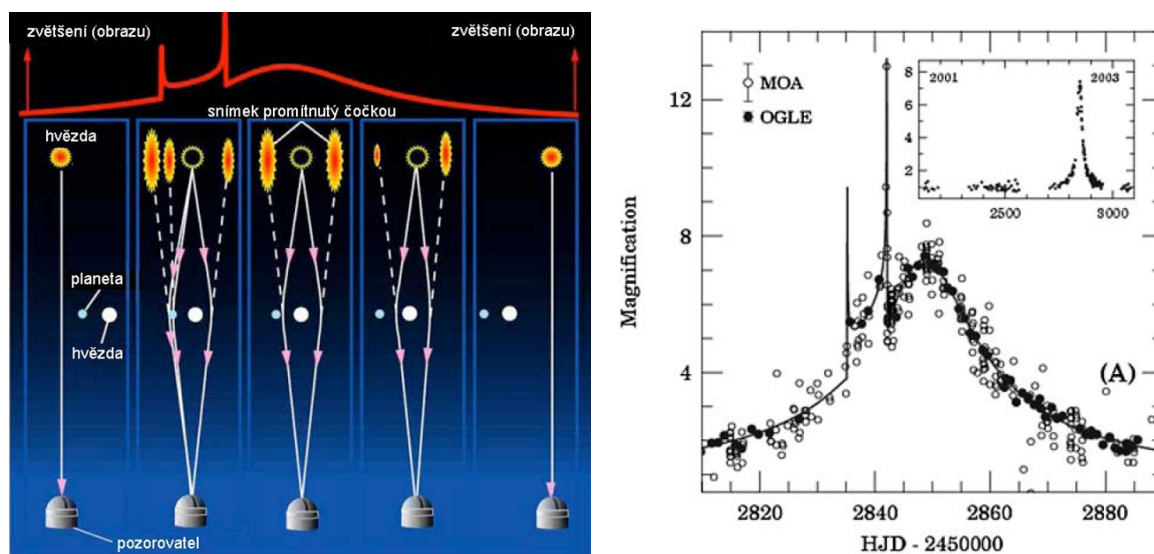 zvětšení (obrazu)
zvětšení (obrazu)
snímek promítnutý čočkou
hvězda
planeta
hvězda
pozorovatel
Magnification
12
8
4
MOA
OGLE
2001
2003
8
6
4
2
2500
3000
(A)
2820
2840
2860
2880
HJD - 2450000